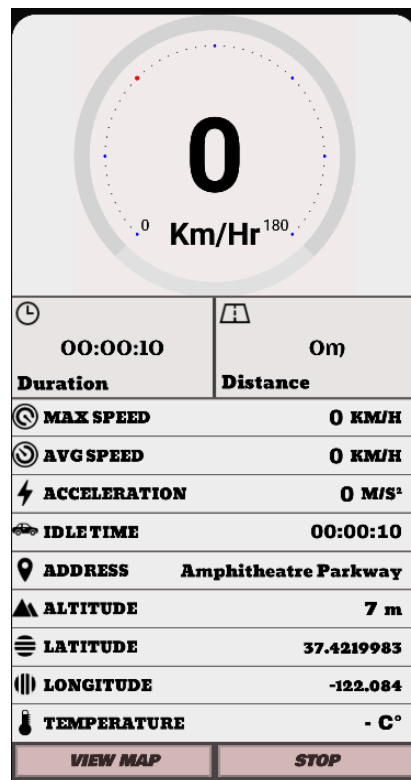 0
0 Km/Hr 180
00:00:10 0m
Duration Distance
MAX SPEED 0 KM/H
AVG SPEED 0 KM/H
ACCELERATION 0 M/S²
IDLE TIME 00:00:10
ADDRESS Amphitheatre Parkway
ALTITUDE 7 m
LATITUDE 37.4219983
LONGITUDE -122.084
TEMPERATURE - C°
VIEW MAP STOP